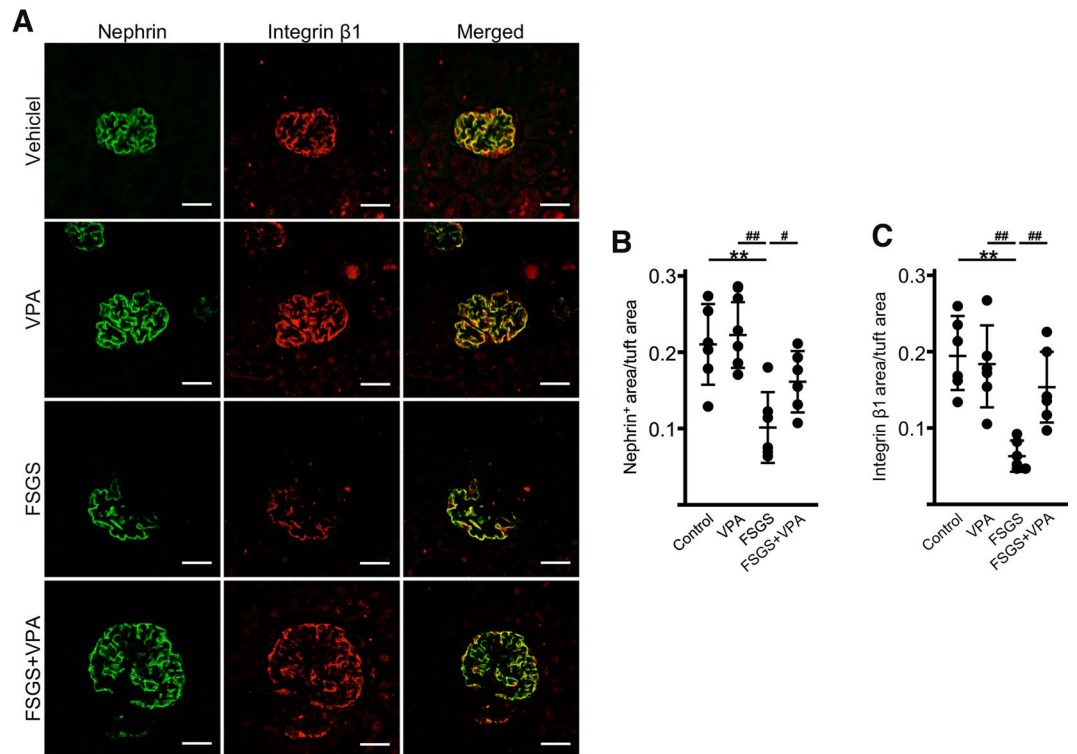 A
Nephrin Integrin β1 Merged
Vehiclel
VPA
FSGS
FSGS+VPA
B
## #
**
0.3
0.2
0.1
Nephrin⁺ area/tuft area
Control VPA FSGS FSGS+VPA
C
## ##
**
0.3
0.2
0.1
Integrin β1 area/tuft area
Control VPA FSGS FSGS+VPA